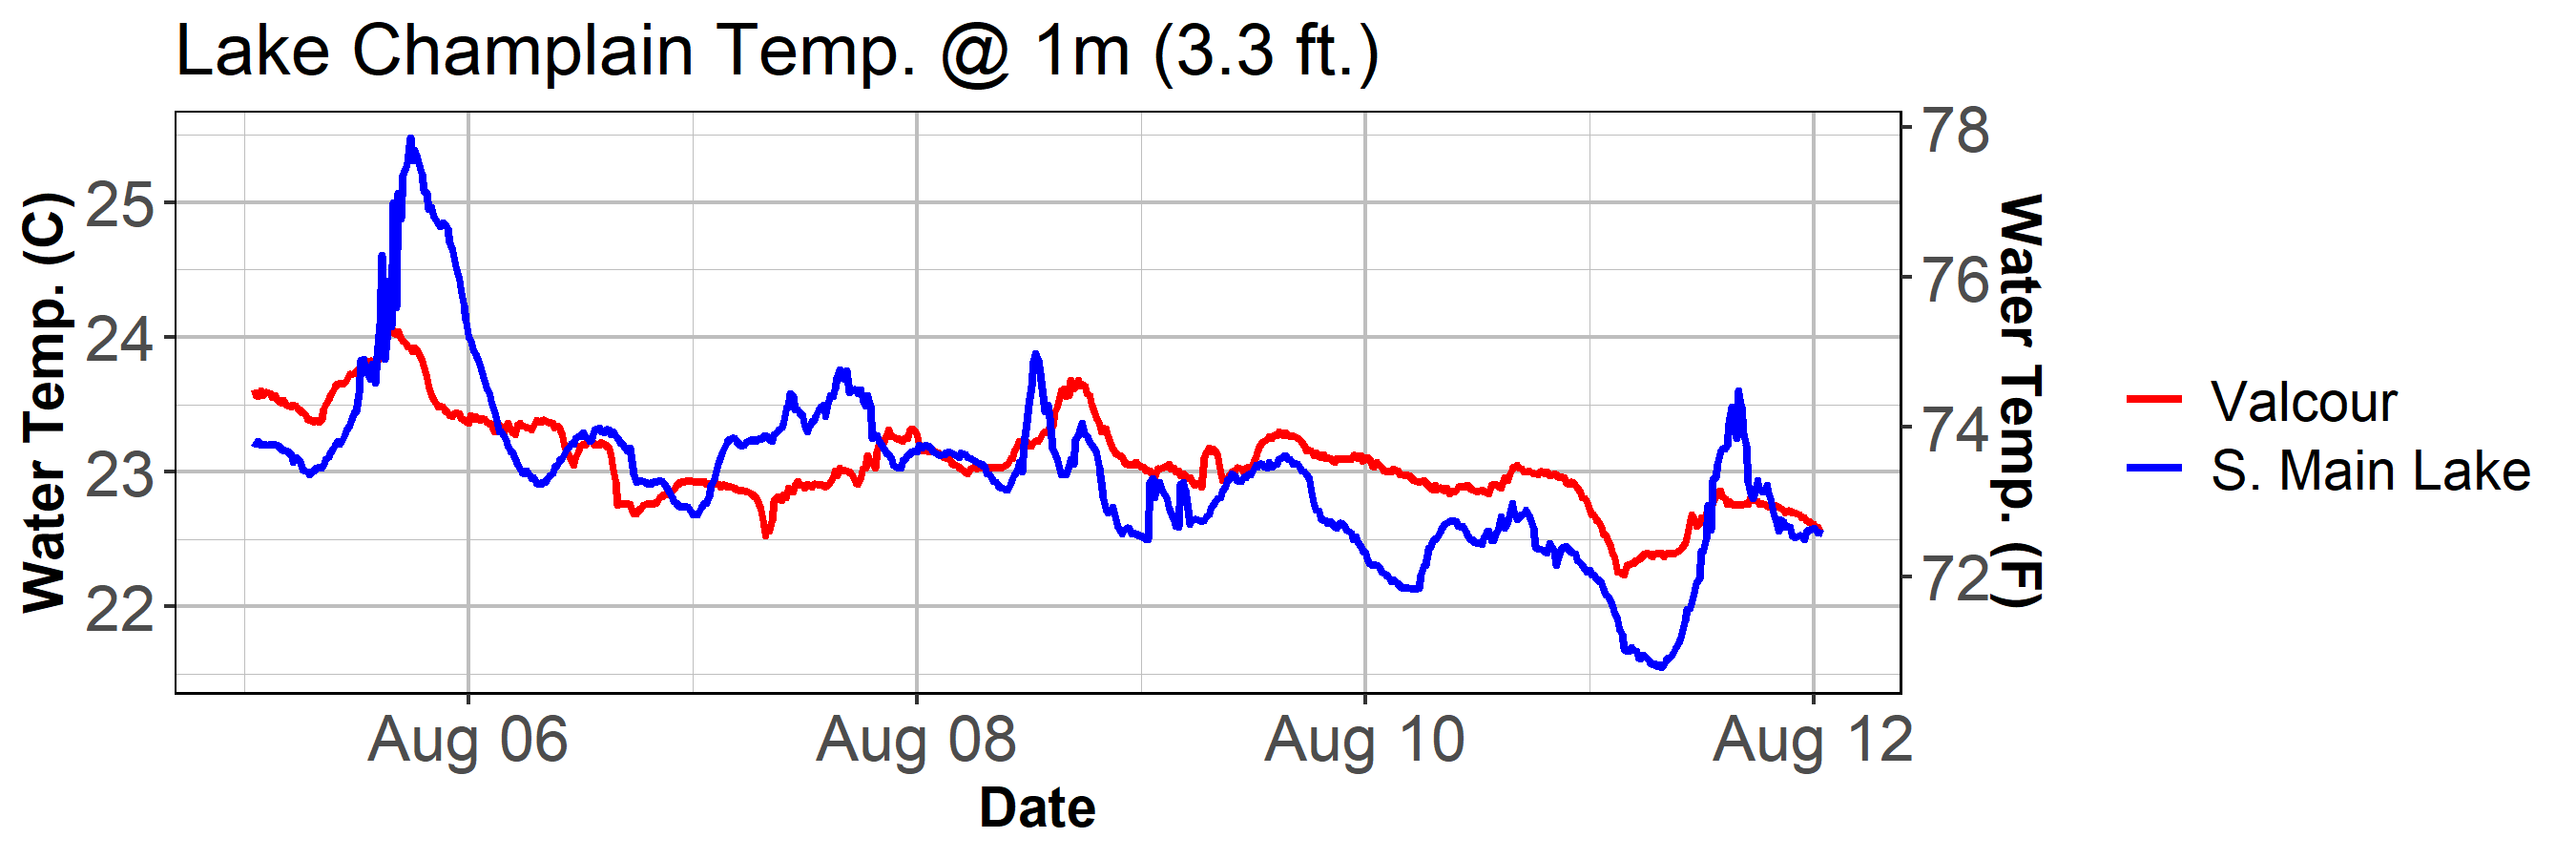 Lake Champlain Temp. @ 1m (3.3 ft.)
Water Temp. (C)
25
24
23
22
78
76
74
72
Water Temp. (F)
Aug 06
Aug 08
Aug 10
Aug 12
Date
Valcour
S. Main Lake